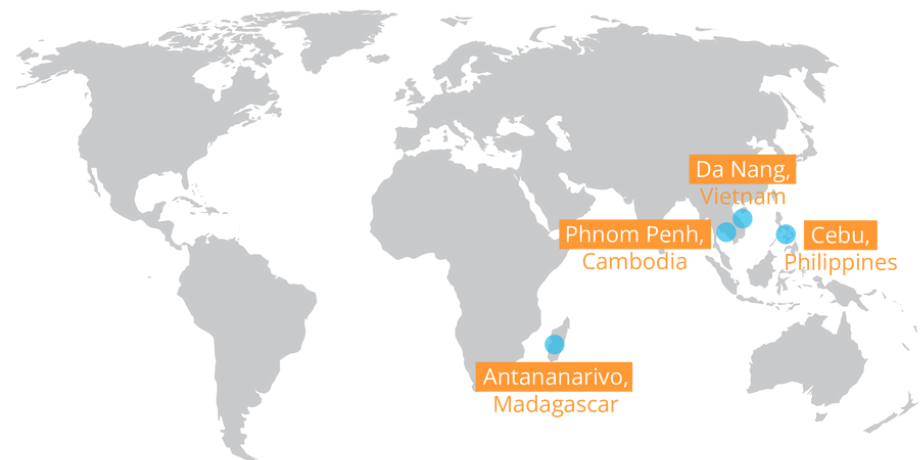 Da Nang,
Vietnam
Phnom Penh,
Cambodia
Cebu,
Philippines
Antananarivo,
Madagascar